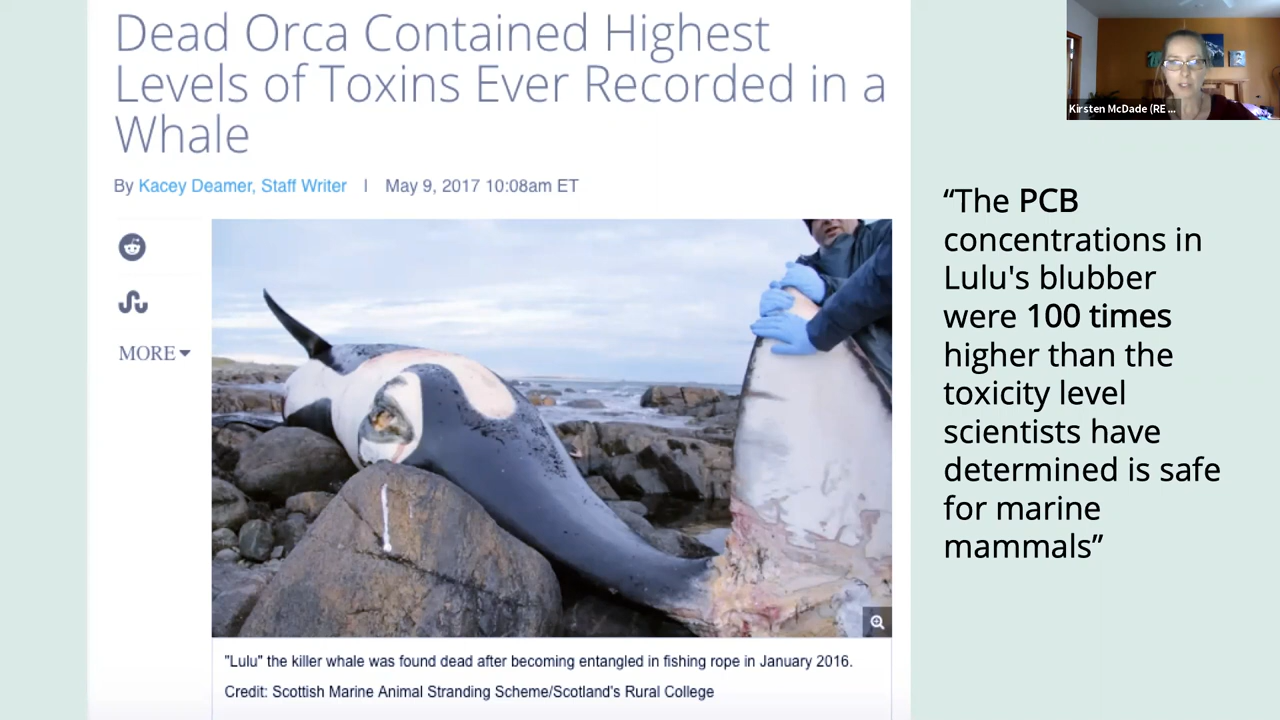 Dead Orca Contained Highest
Levels of Toxins Ever Recorded in a
Whale
By Kacey Deamer, Staff Writer | May 9, 2017 10:08am ET
MORE
"Lulu" the killer whale was found dead after becoming entangled in fishing rope in January 2016.
Credit: Scottish Marine Animal Stranding Scheme/Scotland's Rural College
Kirsten McDade (RE ...
“The PCB
concentrations in
Lulu's blubber
were 100 times
higher than the
toxicity level
scientists have
determined is safe
for marine
mammals”